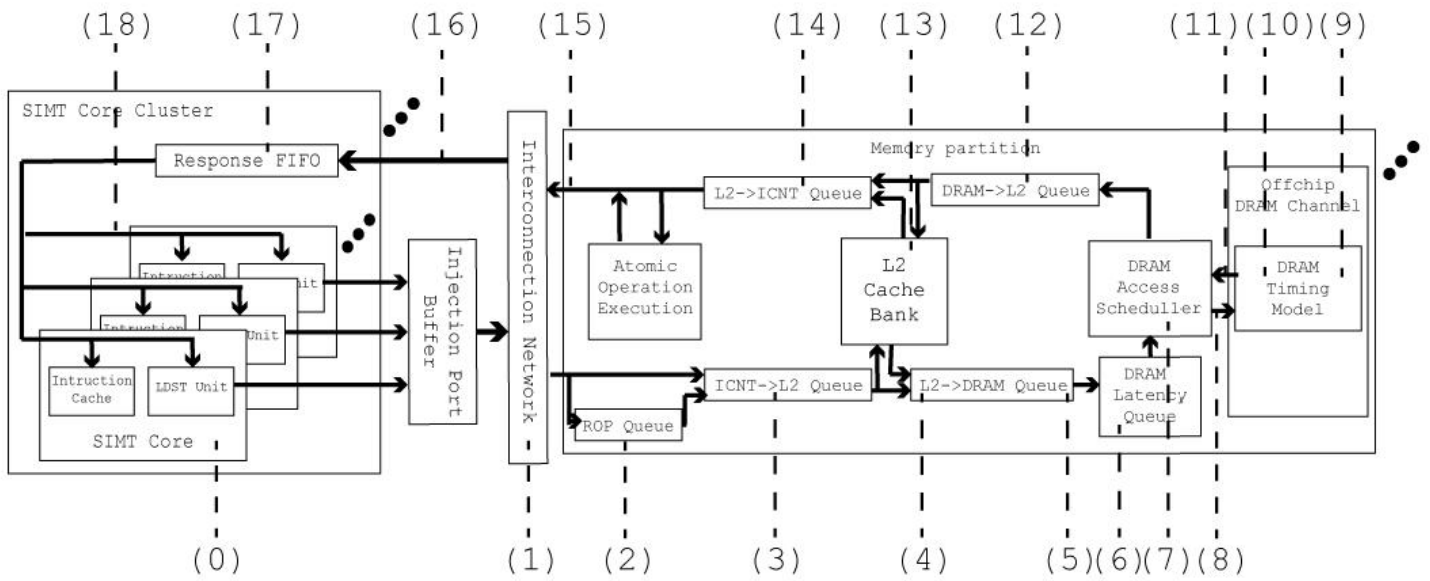 (18) (17) (16) (15) (14) (13) (12) (11) (10) (9)
SIMT Core Cluster
Response FIFO
Intruction
Unit
Intruction
Unit
Intruction
Cache
LDST Unit
SIMT Core
Injection Port
Buffer
Interconnection Network
Memory partition
L2->ICNT Queue
DRAM->L2 Queue
Atomic
Operation
Execution
L2
Cache
Bank
DRAM
Access
Scheduller
Offchip
DRAM Channel
DRAM
Timing
Model
ICNT->L2 Queue
L2->DRAM Queue
ROP Queue
DRAM
Latency
Queue
(0) (1) (2) (3) (4) (5) (6) (7) (8)